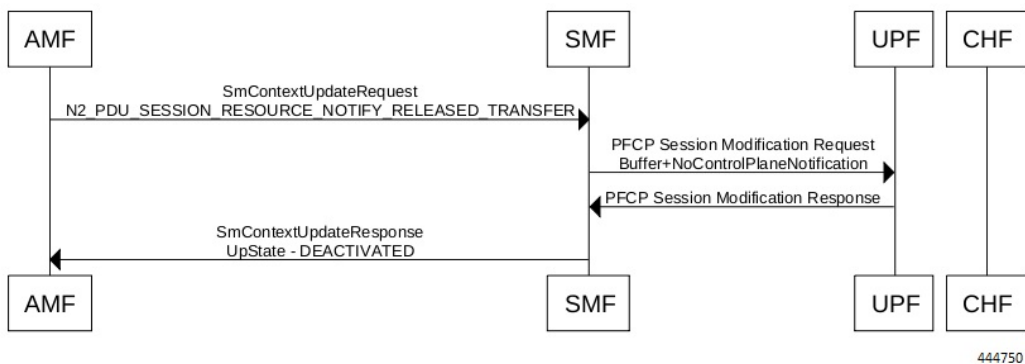 AMF
SMF
UPF
CHF
SmContextUpdateRequest
N2_PDU_SESSION_RESOURCE_NOTIFY_RELEASED_TRANSFER
PFCP Session Modification Request
Buffer+NoControlPlaneNotification
PFCP Session Modification Response
SmContextUpdateResponse
UpState - DEACTIVATED
AMF
SMF
UPF
CHF
444750